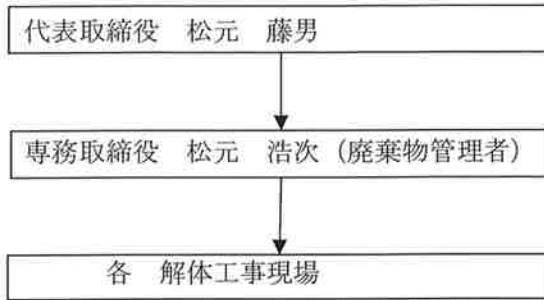 代表取締役　松元　藤男
専務取締役　松元　浩次（廃棄物管理者）
各　解体工事現場